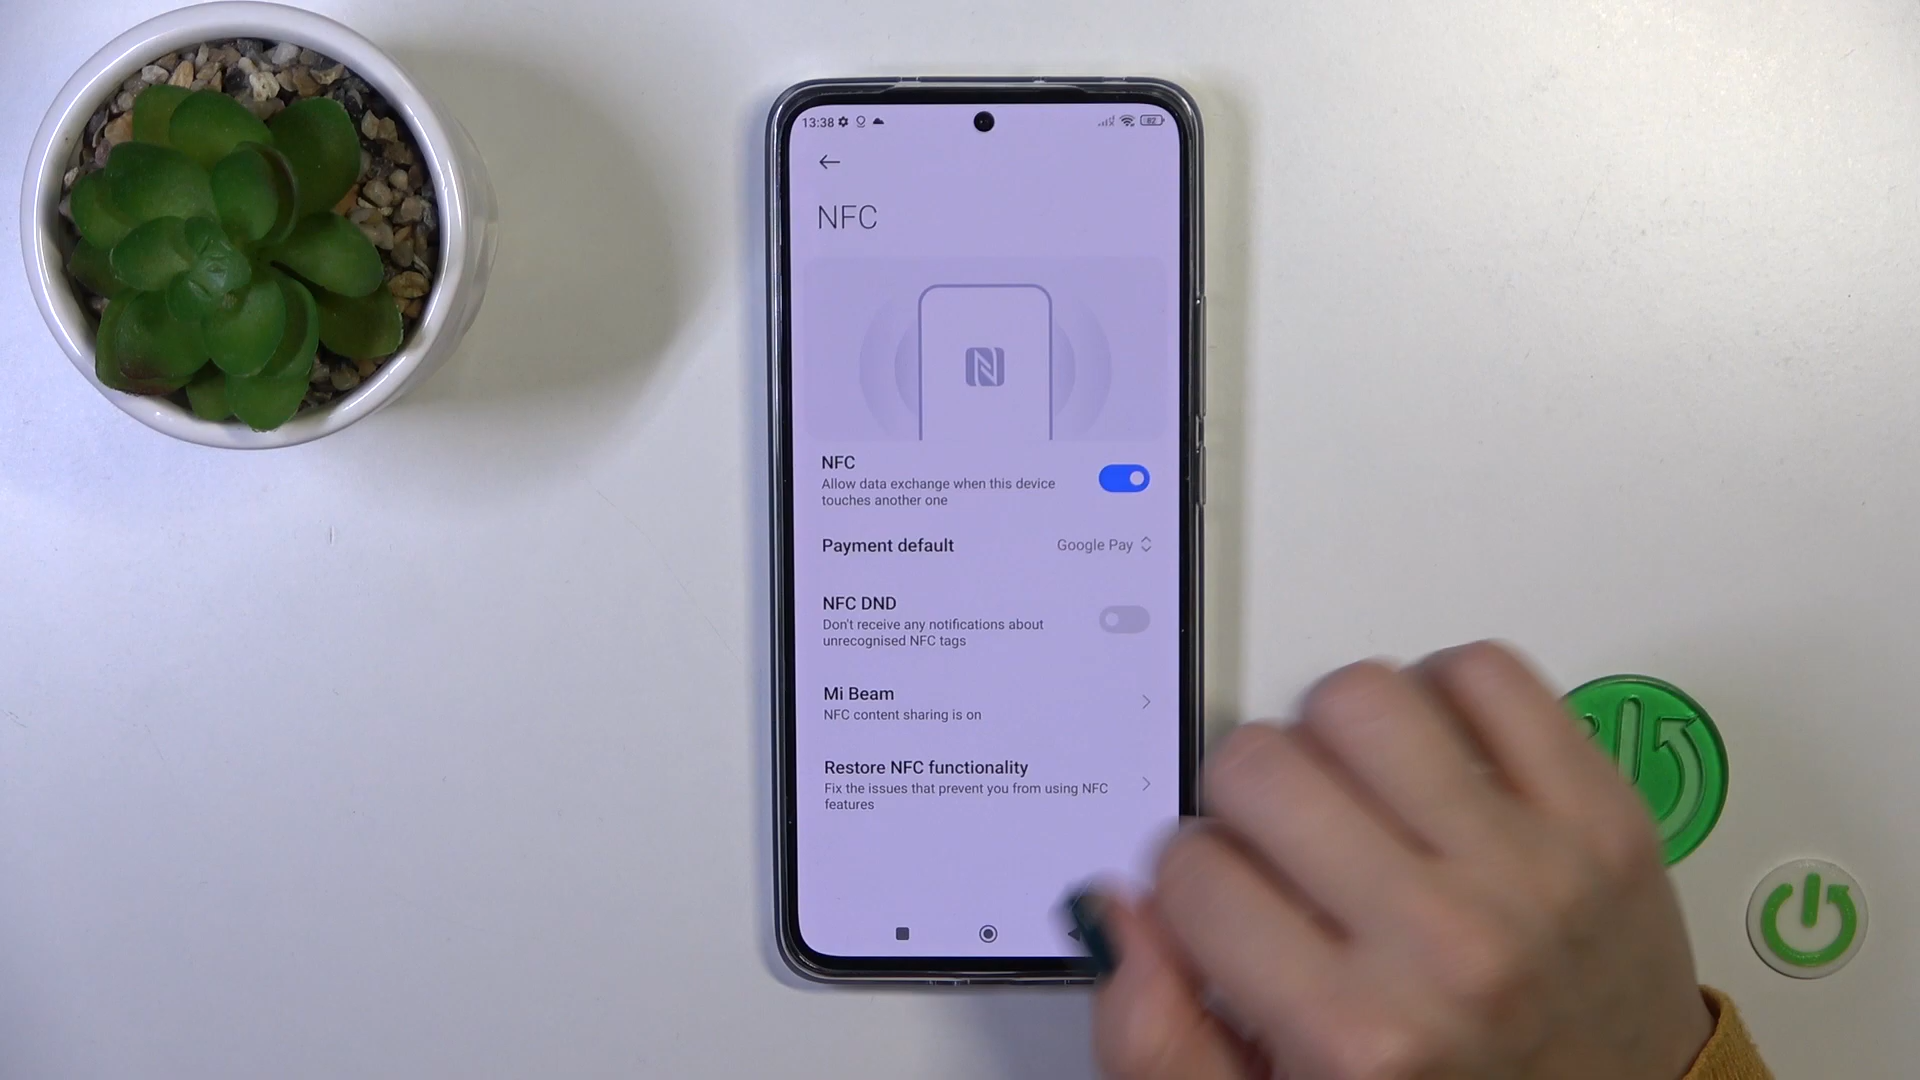 13:38
82
NFC
NFC
Allow data exchange when this device
touches another one
Payment default
Google Pay
NFC DND
Don't receive any notifications about
unrecognised NFC tags
Mi Beam
NFC content sharing is on
Restore NFC functionality
Fix the issues that prevent you from using NFC
features